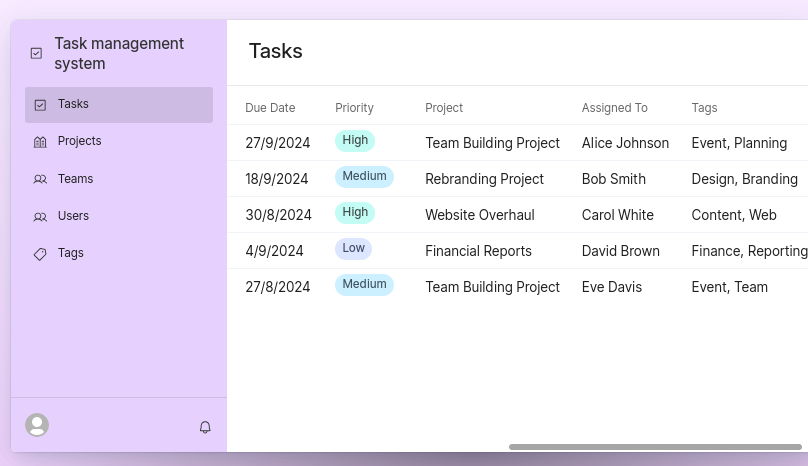 Task management
system
Tasks
Projects
Teams
Users
Tags
Tasks
Due Date Priority Project Assigned To Tags
27/9/2024 High Team Building Project Alice Johnson Event, Planning
18/9/2024 Medium Rebranding Project Bob Smith Design, Branding
30/8/2024 High Website Overhaul Carol White Content, Web
4/9/2024 Low Financial Reports David Brown Finance, Reporting
27/8/2024 Medium Team Building Project Eve Davis Event, Team